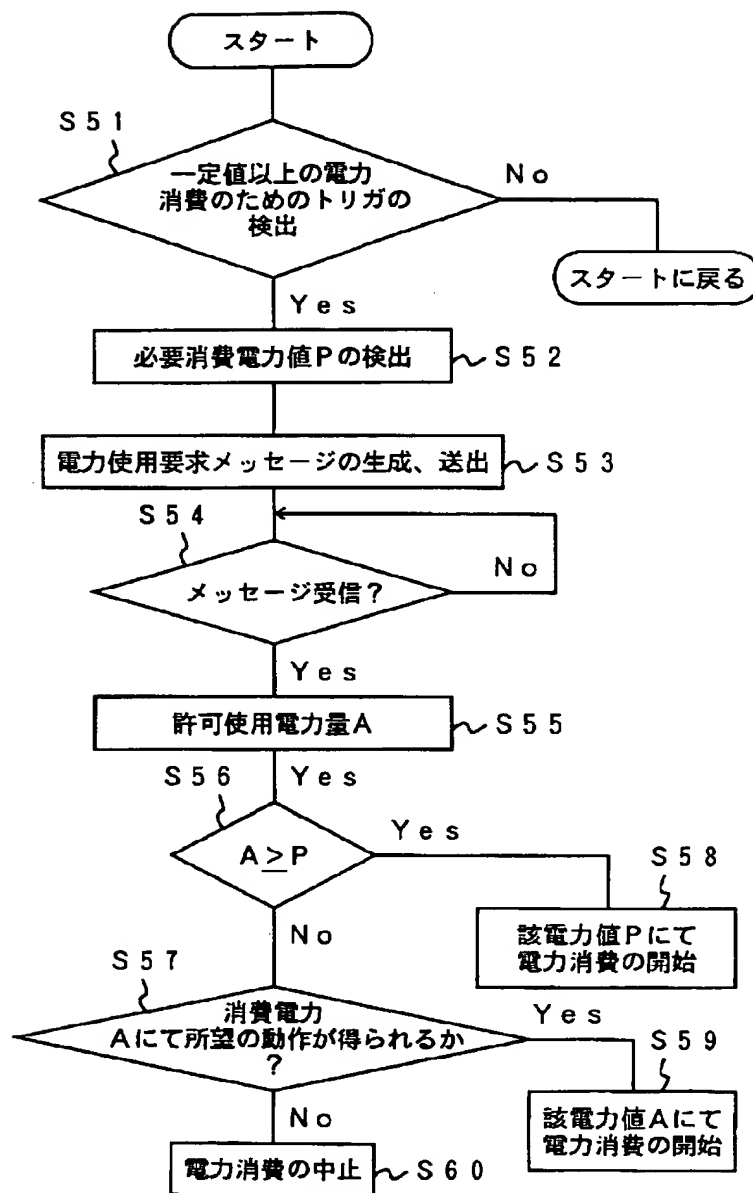 スタート
S51
一定値以上の電力
消費のためのトリガの
検出
No
スタートに戻る
Yes
必要消費電力値Pの検出
S52
電力使用要求メッセージの生成、送出
S53
S54
メッセージ受信?
No
Yes
許可使用電力量A
S55
S56
Yes
A≧P
Yes
S58
該電力値Pにて
電力消費の開始
No
S57
消費電力
Aにて所望の動作が得られるか
?
Yes
S59
該電力値Aにて
電力消費の開始
No
電力消費の中止
S60